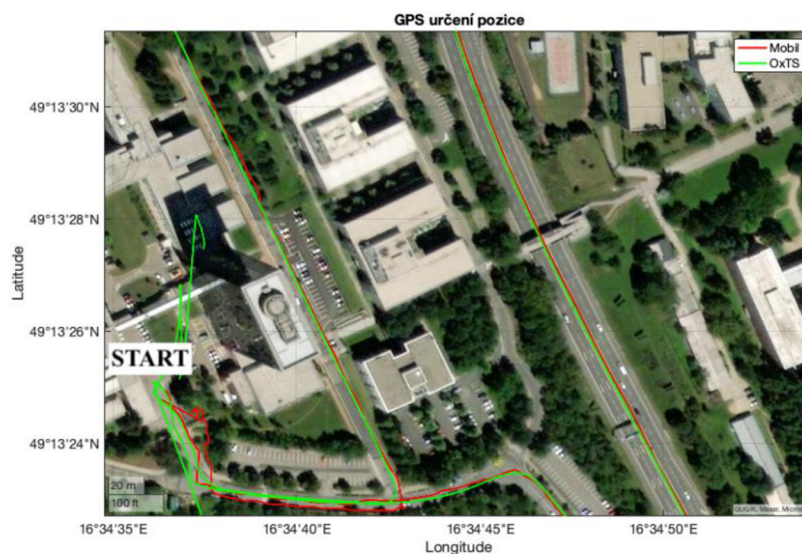 GPS určení pozice
Mobil
OxTS
49°13'30"N
49°13'28"N
49°13'26"N
49°13'24"N
Latitude
START
20 m
100 ft
16°34'35"E
16°34'40"E
16°34'45"E
16°34'50"E
Longitude